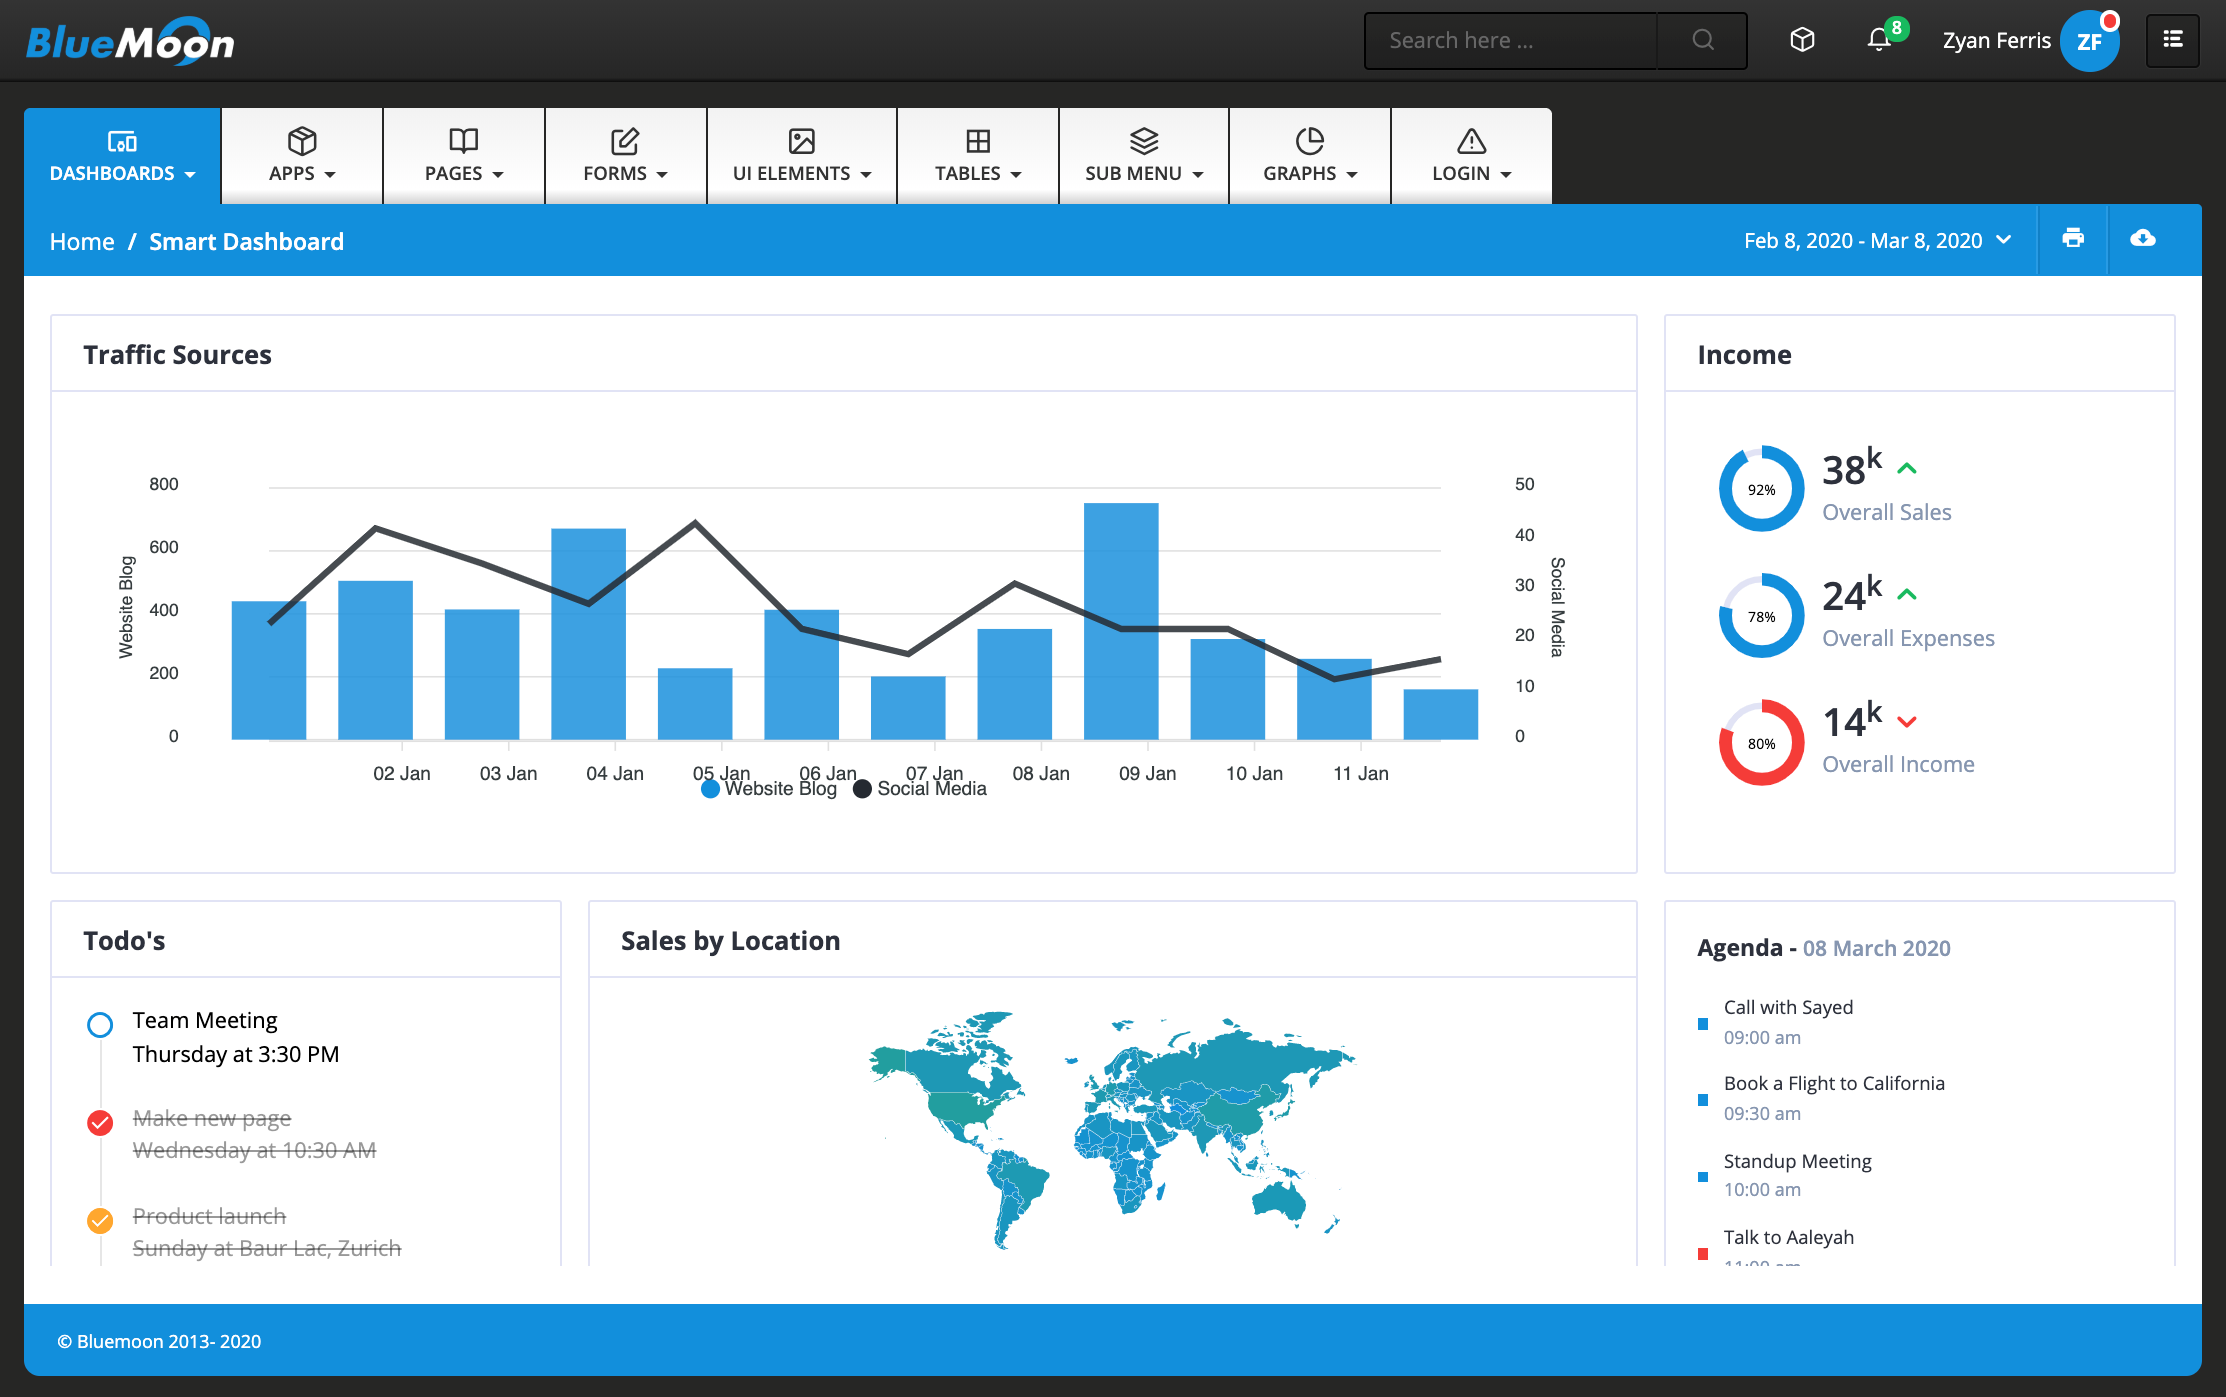 BlueMoon
Search here ...
8
Zyan Ferris
ZF
DASHBOARDS
APPS
PAGES
FORMS
UI ELEMENTS
TABLES
SUB MENU
GRAPHS
LOGIN
Home / Smart Dashboard
Feb 8, 2020 - Mar 8, 2020
Traffic Sources
800
600
400
200
0
Website Blog
50
40
30
20
10
0
Social Media
02 Jan
03 Jan
04 Jan
05 Jan
06 Jan
07 Jan
08 Jan
09 Jan
10 Jan
11 Jan
Website Blog
Social Media
Income
92%
38k
Overall Sales
78%
24k
Overall Expenses
80%
14k
Overall Income
Todo's
Team Meeting
Thursday at 3:30 PM
Make new page
Wednesday at 10:30 AM
Product launch
Sunday at Baur Lac, Zurich
Sales by Location
Agenda - 08 March 2020
Call with Sayed
09:00 am
Book a Flight to California
09:30 am
Standup Meeting
10:00 am
Talk to Aaleyah
11:00 am
© Bluemoon 2013- 2020